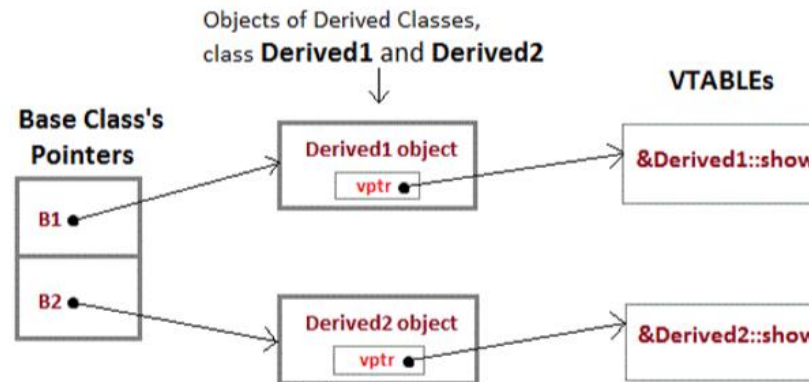 Objects of Derived Classes,
class Derived1 and Derived2
VTABLEs
Base Class's
Pointers
Derived1 object
vptr
&Derived1::show
B1
B2
Derived2 object
vptr
&Derived2::show